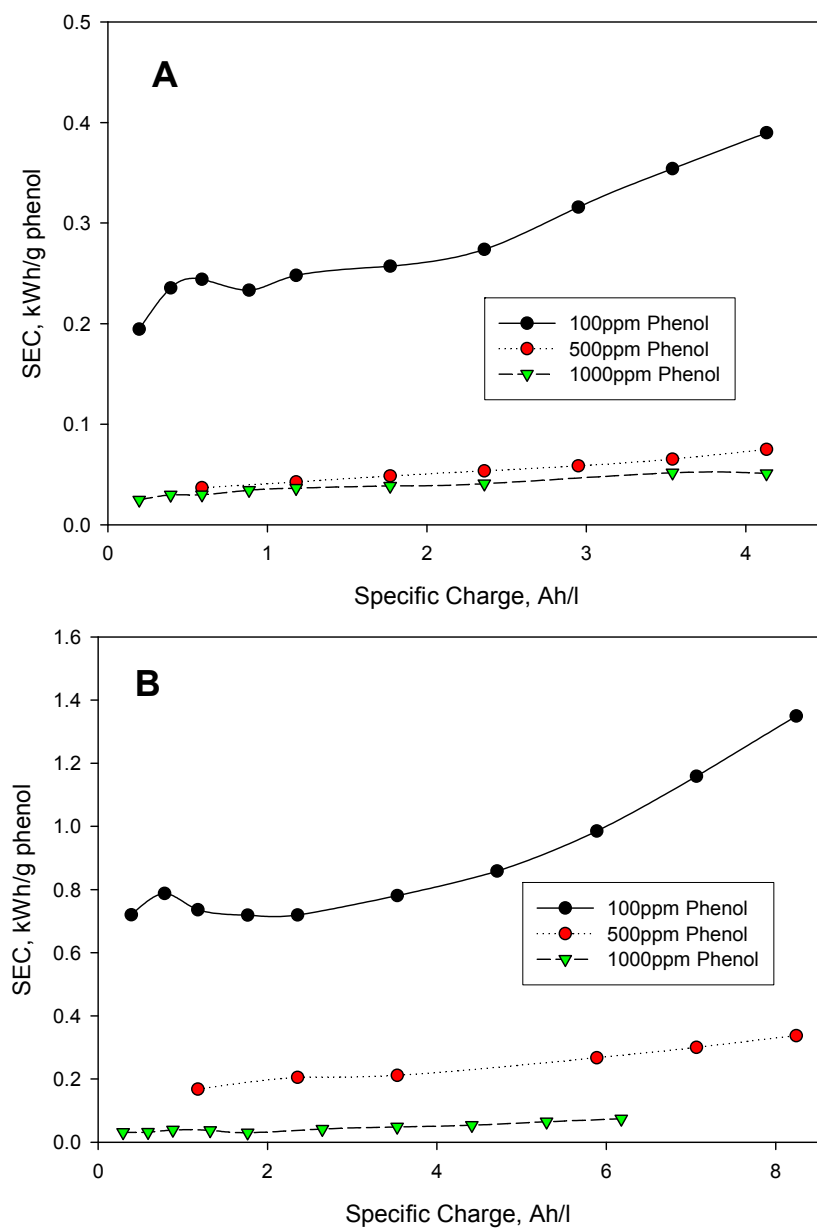 A
SEC, kWh/g phenol
0.5
0.4
0.3
0.2
0.1
0.0
100ppm Phenol
500ppm Phenol
1000ppm Phenol
0 1 2 3 4
Specific Charge, Ah/l
B
SEC, kWh/g phenol
1.6
1.4
1.2
1.0
0.8
0.6
0.4
0.2
0.0
100ppm Phenol
500ppm Phenol
1000ppm Phenol
0 2 4 6 8
Specific Charge, Ah/l